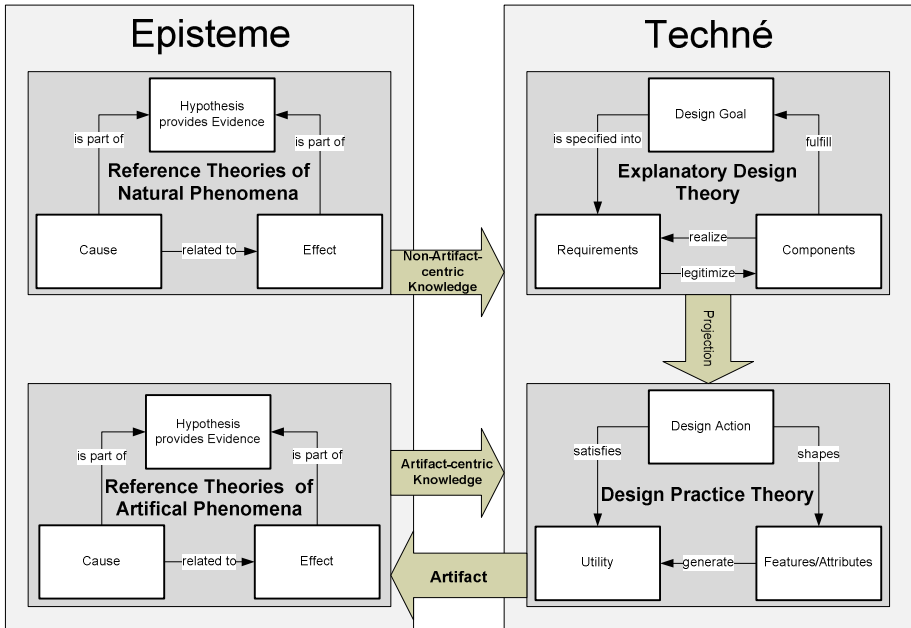 Episteme
Hypothesis
provides Evidence
is part of
is part of
Reference Theories of
Natural Phenomena
Cause
related to
Effect
Non-Artifact-
centric
Knowledge
Techné
Design Goal
is specified into
fulfill
Explanatory Design
Theory
Requirements
realize
legitimize
Components
Projection
Hypothesis
provides Evidence
is part of
is part of
Reference Theories of
Artifical Phenomena
Cause
related to
Effect
Artifact-centric
Knowledge
Artifact
Design Action
satisfies
shapes
Design Practice Theory
Utility
generate
Features/Attributes